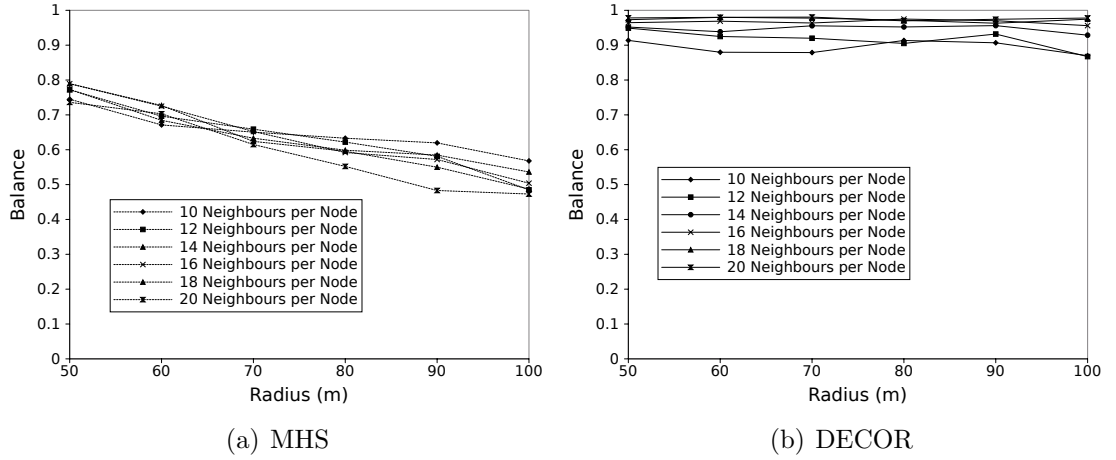 1
0.9
0.8
0.7
0.6
0.5
0.4
0.3
0.2
0.1
0
Balance
50
60
70
80
90
100
Radius (m)
10 Neighbours per Node
12 Neighbours per Node
14 Neighbours per Node
16 Neighbours per Node
18 Neighbours per Node
20 Neighbours per Node
(a) MHS
1
0.9
0.8
0.7
0.6
0.5
0.4
0.3
0.2
0.1
0
Balance
50
60
70
80
90
100
Radius (m)
10 Neighbours per Node
12 Neighbours per Node
14 Neighbours per Node
16 Neighbours per Node
18 Neighbours per Node
20 Neighbours per Node
(b) DECOR